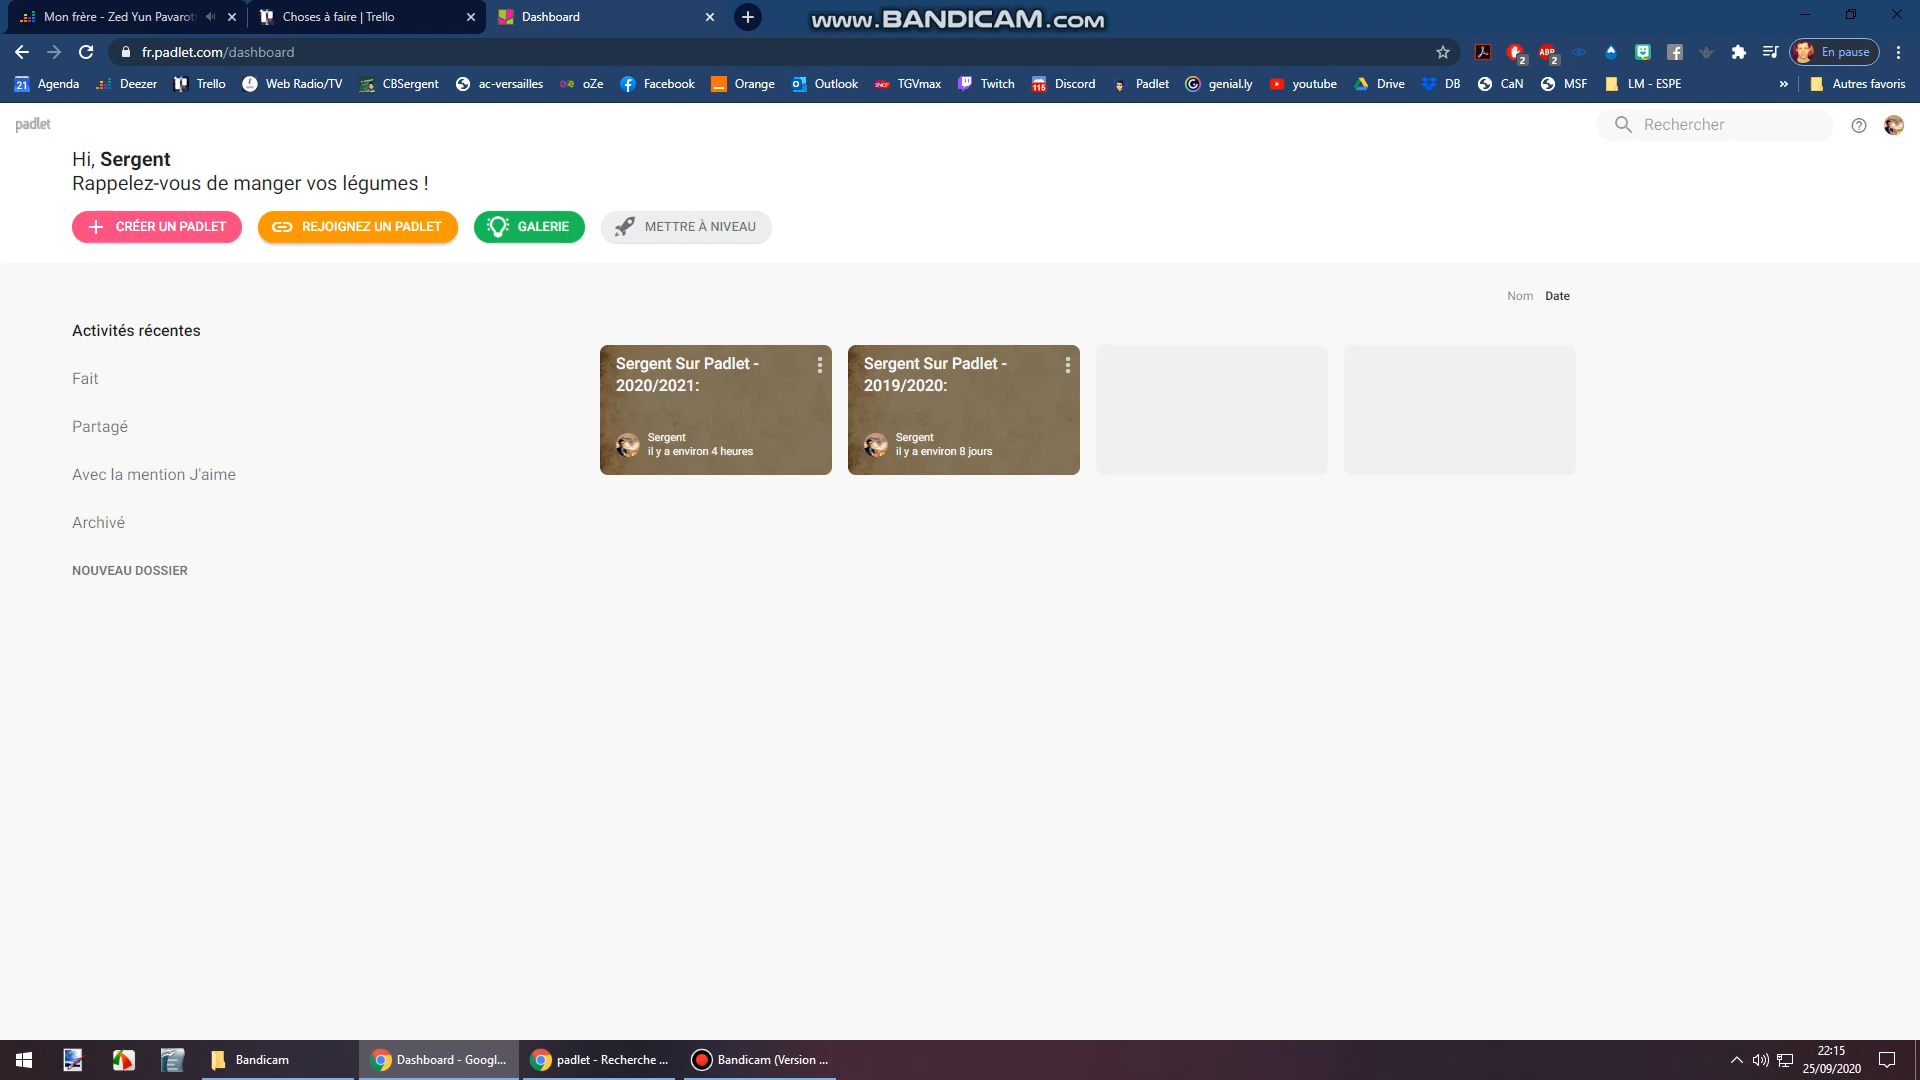 Mon frère - Zed Yun Pavarot
Choses à faire | Trello
Dashboard
www.BANDICAM.com
fr.padlet.com/dashboard
2
ABP
2
En pause
21
Agenda
Deezer
Trello
Web Radio/TV
CBSergent
ac-versailles
oZe
Facebook
Orange
Outlook
TGVmax
Twitch
115
Discord
Padlet
genial.ly
youtube
Drive
DB
CaN
MSF
LM - ESPE
»
Autres favoris
padlet
Rechercher
Hi, Sergent
Rappelez-vous de manger vos légumes !
CRÉER UN PADLET
REJOIGNEZ UN PADLET
GALERIE
METTRE À NIVEAU
Nom
Date
Activités récentes
Fait
Partagé
Avec la mention J'aime
Archivé
NOUVEAU DOSSIER
Sergent Sur Padlet -
2020/2021:
Sergent
il y a environ 4 heures
Sergent Sur Padlet -
2019/2020:
Sergent
il y a environ 8 jours
Bandicam
Dashboard - Googl...
padlet - Recherche ...
Bandicam (Version ...
22:15
25/09/2020